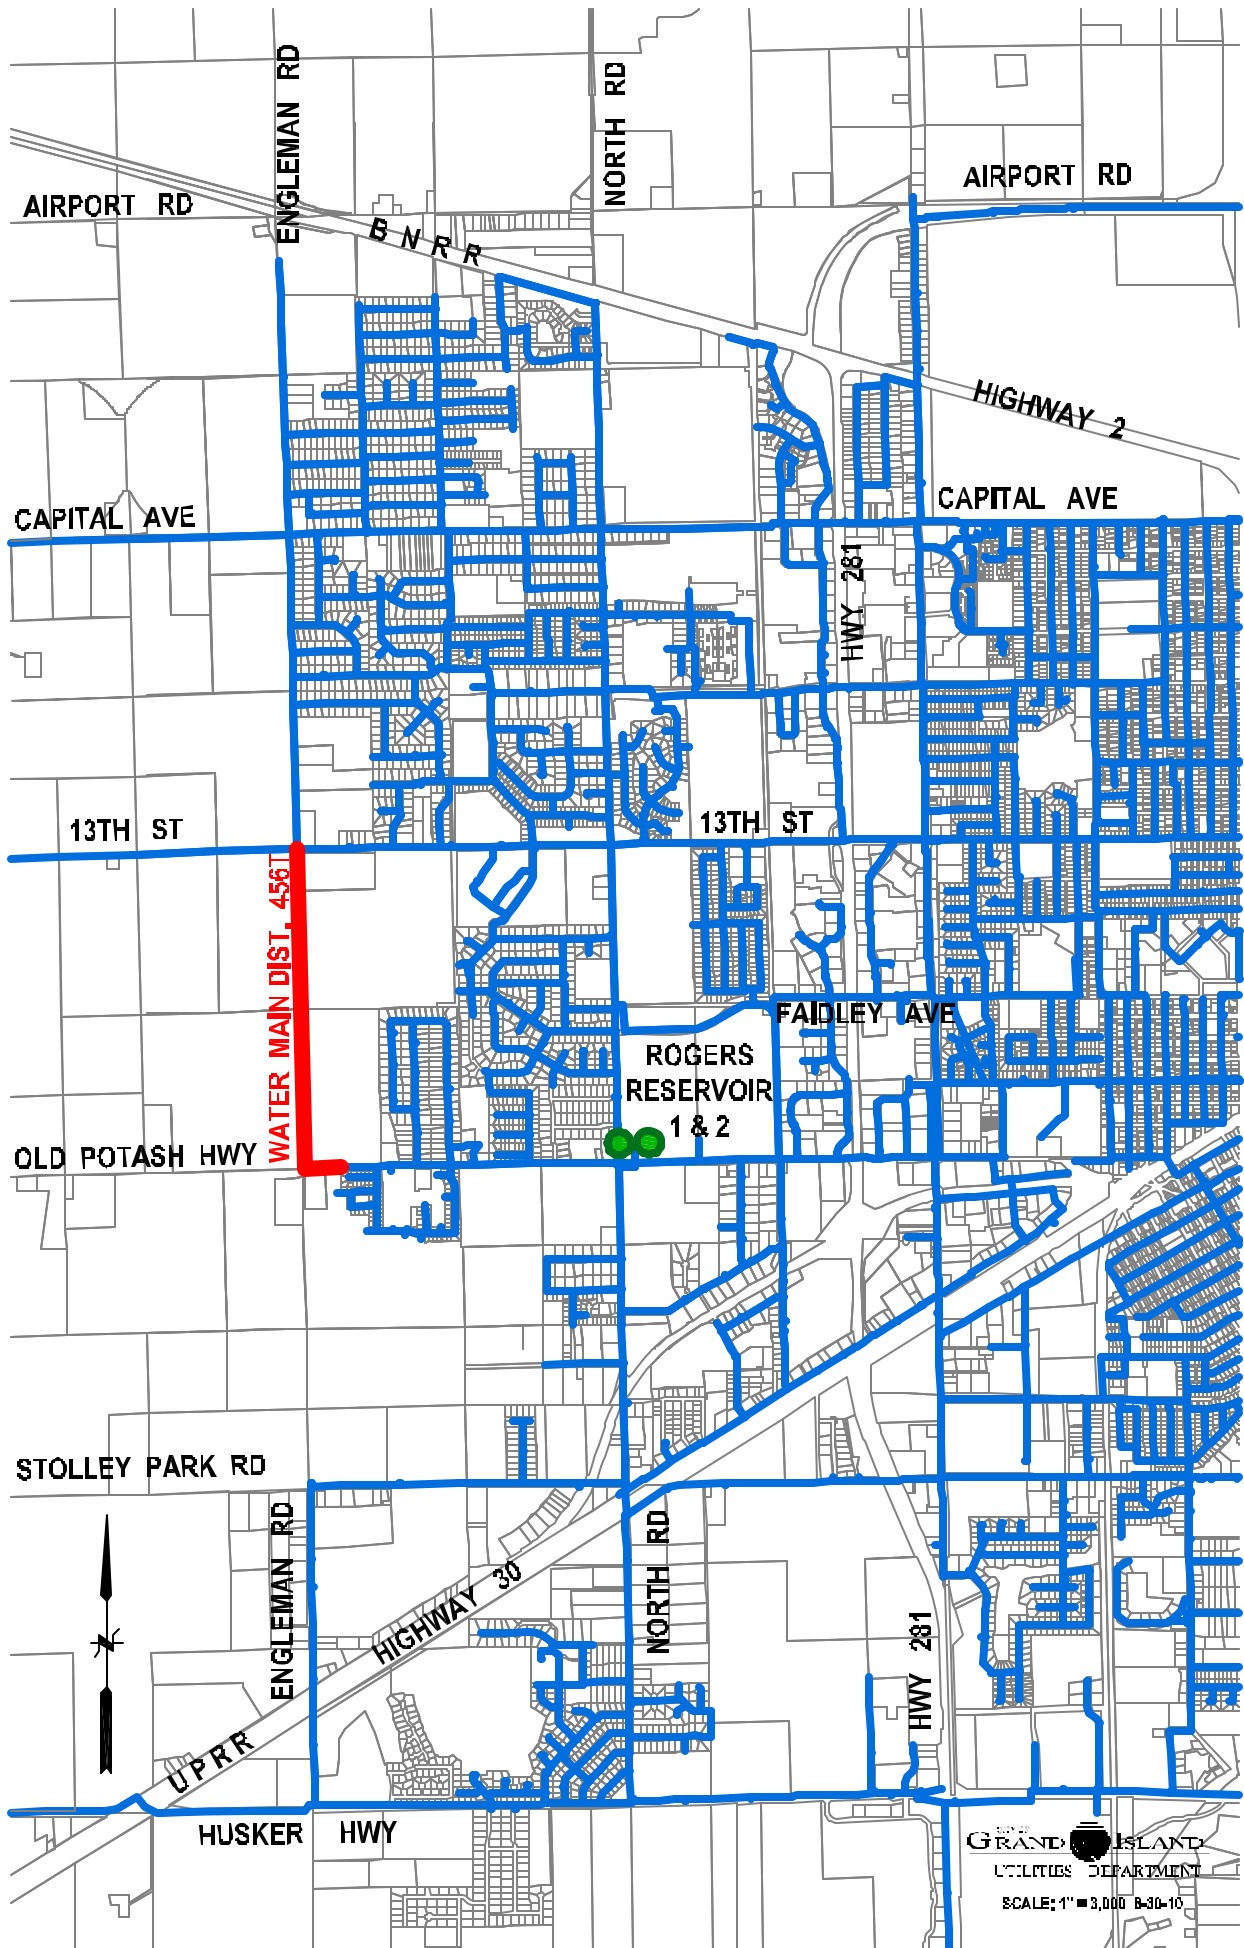 ENGLEMAN RD
NORTH RD
AIRPORT RD
AIRPORT RD
BNRR
HIGHWAY 2
CAPITAL AVE
CAPITAL AVE
HWY 281
13TH ST
13TH ST
WATER MAIN DIST. 456T
FAIDLEY AVE
ROGERS
RESERVOIR
1 & 2
OLD POTASH HWY
STOLLEY PARK RD
ENGLEMAN RD
HIGHWAY 30
NORTH RD
HWY 281
UPRR
HUSKER HWY
N
CITY OF
GRAND ISLAND
UTILITIES DEPARTMENT
SCALE: 1" = 3,000 8-30-10